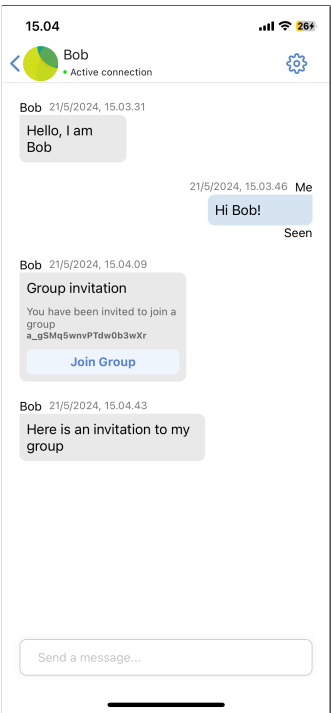 15.04
26
Bob
Active connection
Bob 21/5/2024, 15.03.31
Hello, I am
Bob
21/5/2024, 15.03.46 Me
Hi Bob!
Seen
Bob 21/5/2024, 15.04.09
Group invitation
You have been invited to join a
group
a_gSMq5wnvPTdw0b3wXr
Join Group
Bob 21/5/2024, 15.04.43
Here is an invitation to my
group
Send a message...